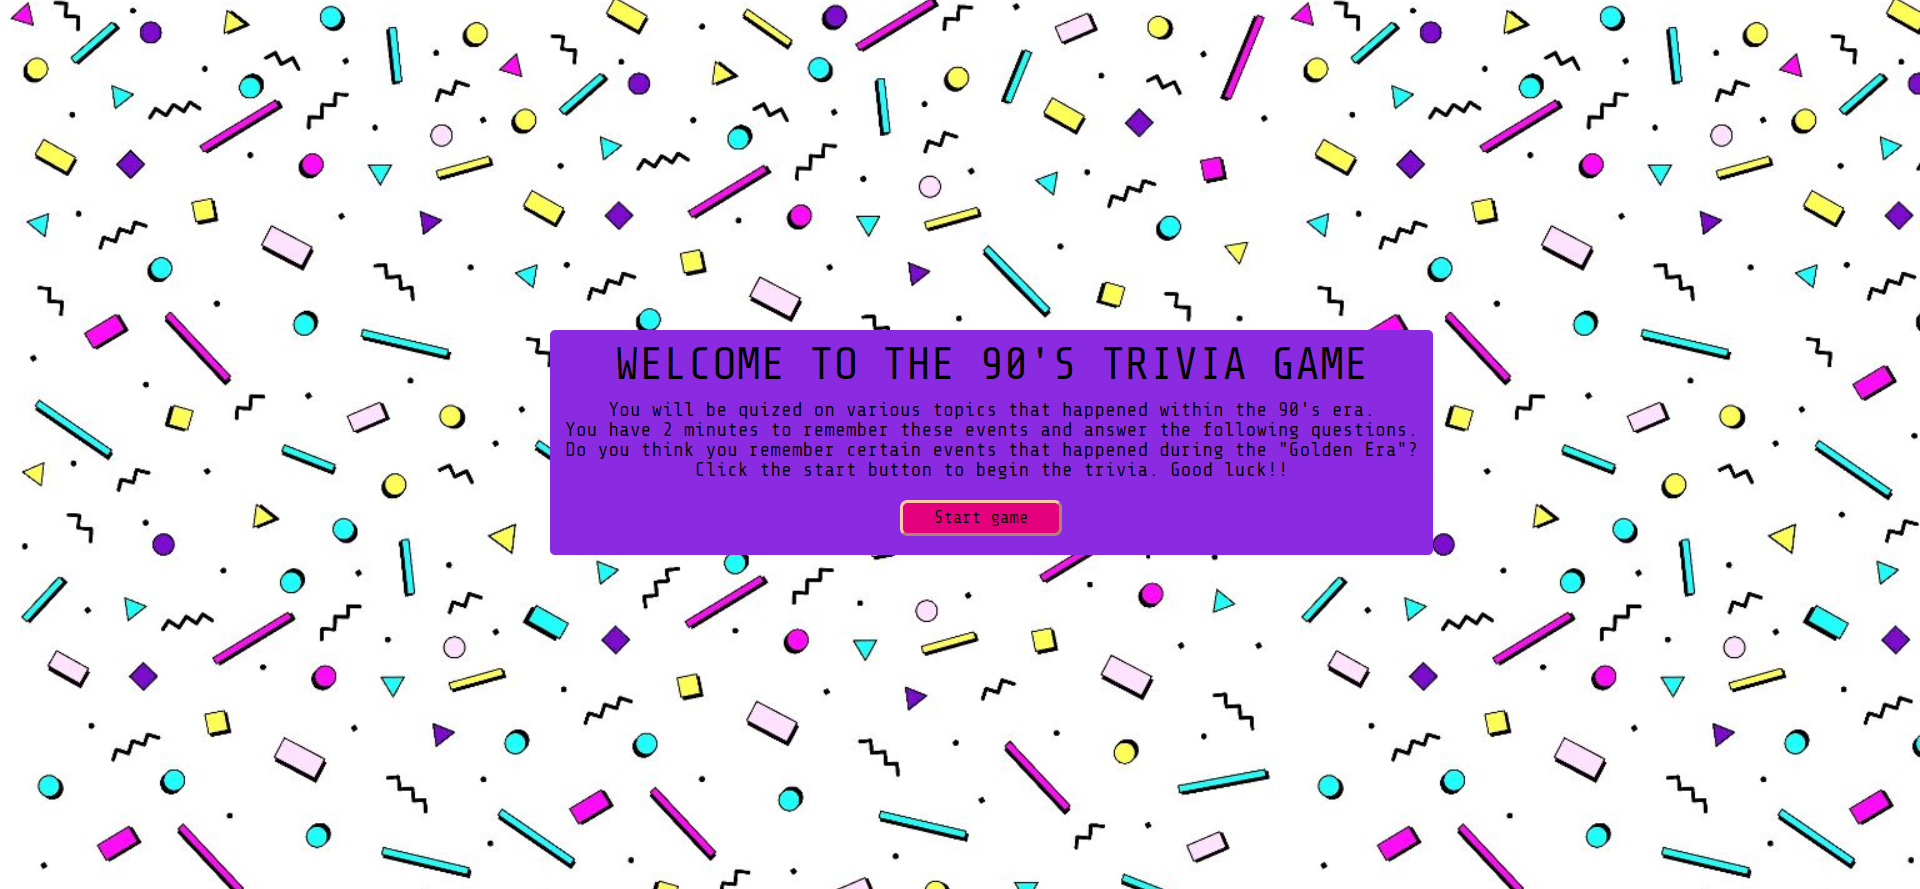 WELCOME TO THE 90'S TRIVIA GAME
You will be quized on various topics that happened within the 90's era.
You have 2 minutes to remember these events and answer the following questions.
Do you think you remember certain events that happened during the "Golden Era"?
Click the start button to begin the trivia. Good luck!!
Start game